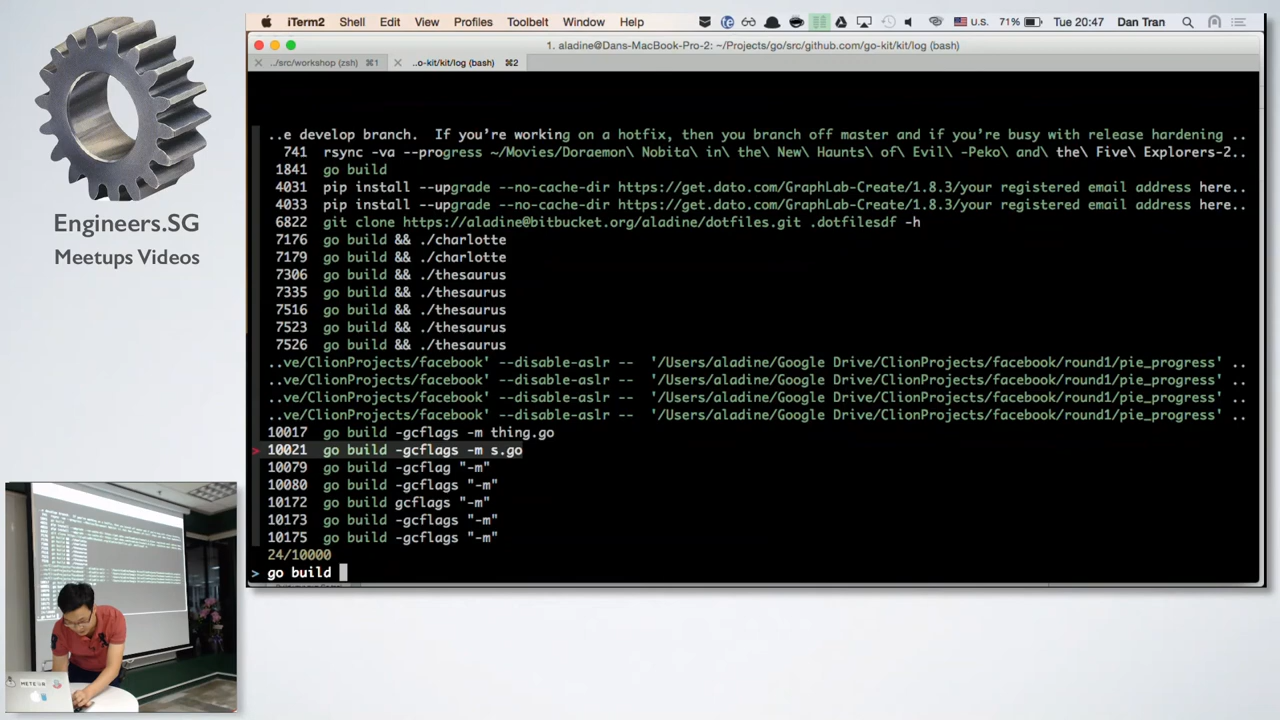 iTerm2 Shell Edit View Profiles Toolbelt Window Help U.S. 71% Tue 20:47 Dan Tran
1. aladine@Dans-MacBook-Pro-2: ~/Projects/go/src/github.com/go-kit/kit/log (bash)
../src/workshop (zsh) ⌘1 ..o-kit/kit/log (bash) ⌘2
Engineers.SG
Meetups Videos
..e develop branch.  If you’re working on a hotfix, then you branch off master and if you’re busy with release hardening ..
741 rsync -va --progress ~/Movies/Doraemon\ Nobita\ in\ the\ New\ Haunts\ of\ Evil\ -Peko\ and\ the\ Five\ Explorers-2..
1841 go build
4031 pip install --upgrade --no-cache-dir https://get.dato.com/GraphLab-Create/1.8.3/your registered email address here..
4033 pip install --upgrade --no-cache-dir https://get.dato.com/GraphLab-Create/1.8.3/your registered email address here..
6822 git clone https://aladine@bitbucket.org/aladine/dotfiles.git .dotfilesdf -h
7176 go build && ./charlotte
7179 go build && ./charlotte
7306 go build && ./thesaurus
7335 go build && ./thesaurus
7516 go build && ./thesaurus
7523 go build && ./thesaurus
7526 go build && ./thesaurus
..ve/ClionProjects/facebook' --disable-aslr --  '/Users/aladine/Google Drive/ClionProjects/facebook/round1/pie_progress' ..
..ve/ClionProjects/facebook' --disable-aslr --  '/Users/aladine/Google Drive/ClionProjects/facebook/round1/pie_progress' ..
..ve/ClionProjects/facebook' --disable-aslr --  '/Users/aladine/Google Drive/ClionProjects/facebook/round1/pie_progress' ..
..ve/ClionProjects/facebook' --disable-aslr --  '/Users/aladine/Google Drive/ClionProjects/facebook/round1/pie_progress' ..
10017 go build -gcflags -m thing.go
> 10021 go build -gcflags -m s.go
10079 go build -gcflag "-m"
10080 go build -gcflags "-m"
10172 go build gcflags "-m"
10173 go build -gcflags "-m"
10175 go build -gcflags "-m"
24/10000
> go build
METEOR